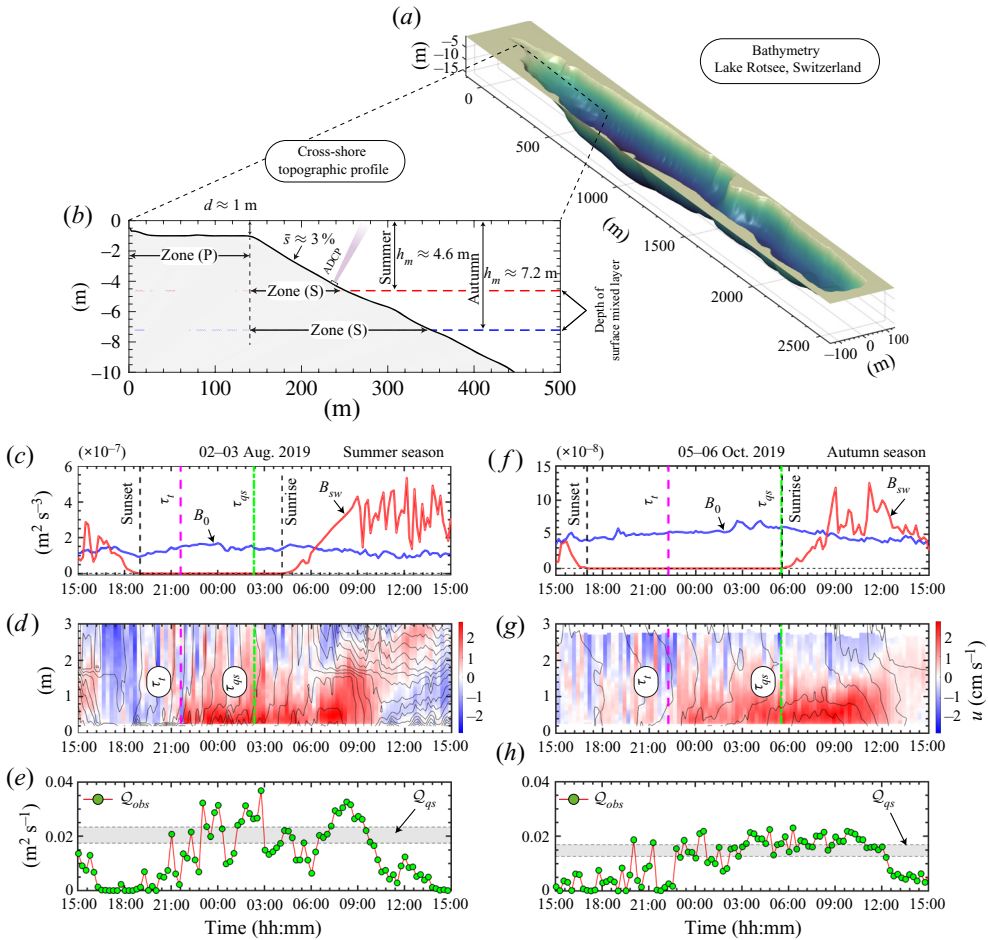 (a)
(m)
−5
−10
−15
0
500
1000
1500
2000
2500
(m)
−100
0
100
(m)
Bathymetry
Lake Rotsee, Switzerland
Cross-shore
topographic profile
(b)
d ≈ 1 m
0
−2
−4
−6
−8
−10
(m)
Zone (P)
s̄ ≈ 3 %
ADCP
Summer
h_m ≈ 4.6 m
Autumn
h_m ≈ 7.2 m
Zone (S)
Zone (S)
Depth of
surface mixed layer
0 100 200 300 400 500
(m)
(c)
(×10⁻⁷)
02–03 Aug. 2019
Summer season
6
4
2
0
(m² s⁻³)
Sunset
τ_t
B_0
τ_qs
Sunrise
B_sw
15:00 18:00 21:00 00:00 03:00 06:00 09:00 12:00 15:00
(f)
(×10⁻⁸)
05–06 Oct. 2019
Autumn season
15
10
5
0
Sunset
τ_t
B_0
τ_qs
Sunrise
B_sw
15:00 18:00 21:00 00:00 03:00 06:00 09:00 12:00 15:00
(d)
3
2
1
0
(m)
τ_t
τ_qs
2
1
0
−1
−2
15:00 18:00 21:00 00:00 03:00 06:00 09:00 12:00 15:00
(g)
3
2
1
0
τ_t
τ_qs
2
1
0
−1
−2
u (cm s⁻¹)
15:00 18:00 21:00 00:00 03:00 06:00 09:00 12:00 15:00
(e)
0.04
0.02
0
(m² s⁻¹)
Q_obs
Q_qs
15:00 18:00 21:00 00:00 03:00 06:00 09:00 12:00 15:00
Time (hh:mm)
(h)
0.04
0.02
0
Q_obs
Q_qs
15:00 18:00 21:00 00:00 03:00 06:00 09:00 12:00 15:00
Time (hh:mm)